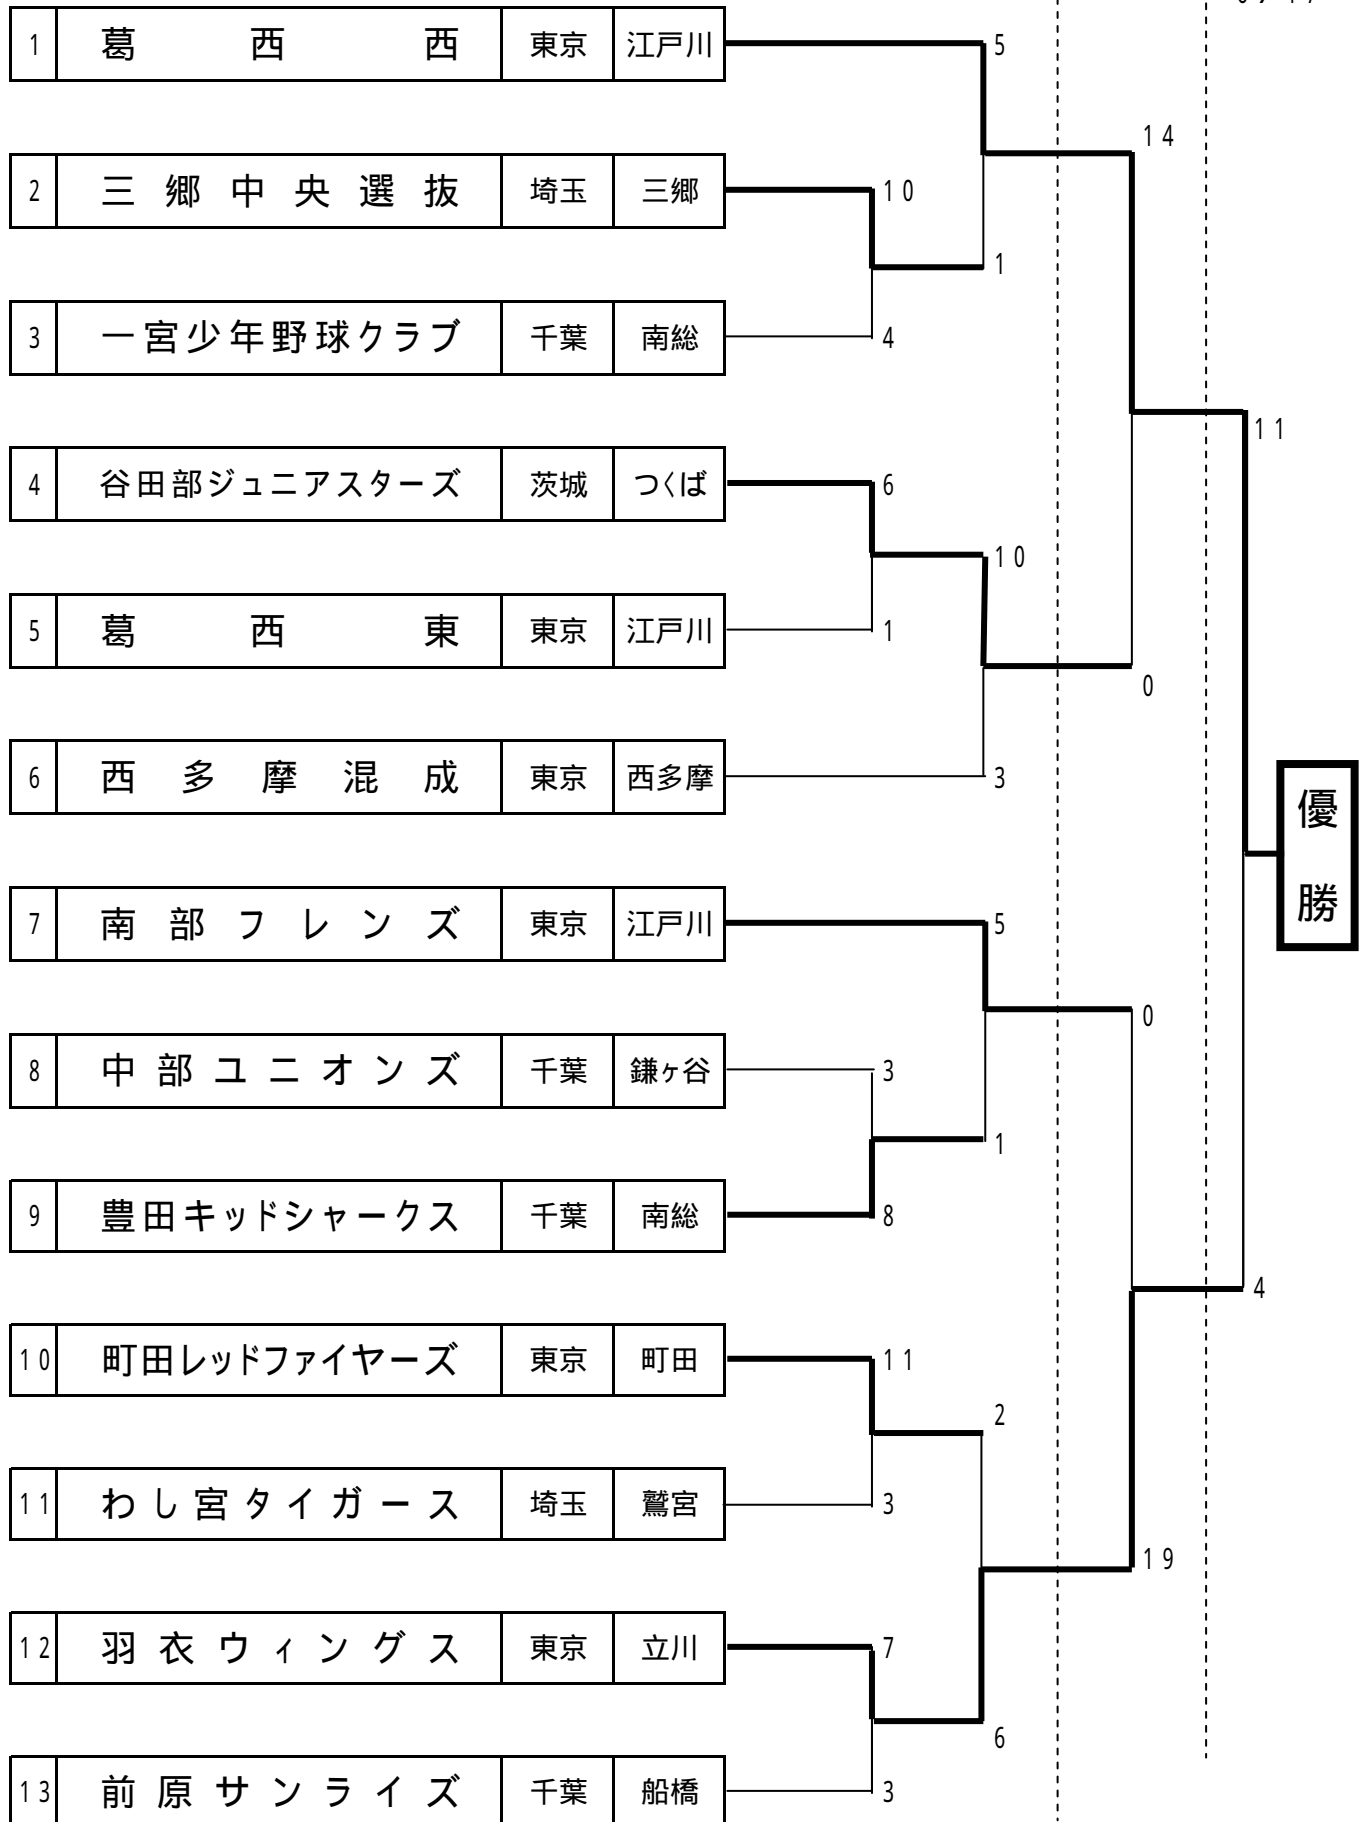 1 葛西西 東京 江戸川 5
14
2 三郷中央選抜 埼玉 三郷 10
1
3 一宮少年野球クラブ 千葉 南総 4
11
4 谷田部ジュニアスターズ 茨城 つくば 6
10
5 葛西東 東京 江戸川 1
0
6 西多摩混成 東京 西多摩 3
優勝
7 南部フレンズ 東京 江戸川 5
0
8 中部ユニオンズ 千葉 鎌ヶ谷 3
1
9 豊田キッドシャークス 千葉 南総 8
4
10 町田レッドファイヤーズ 東京 町田 11
2
11 わし宮タイガース 埼玉 鷲宮 3
19
12 羽衣ウィングス 東京 立川 7
6
13 前原サンライズ 千葉 船橋 3